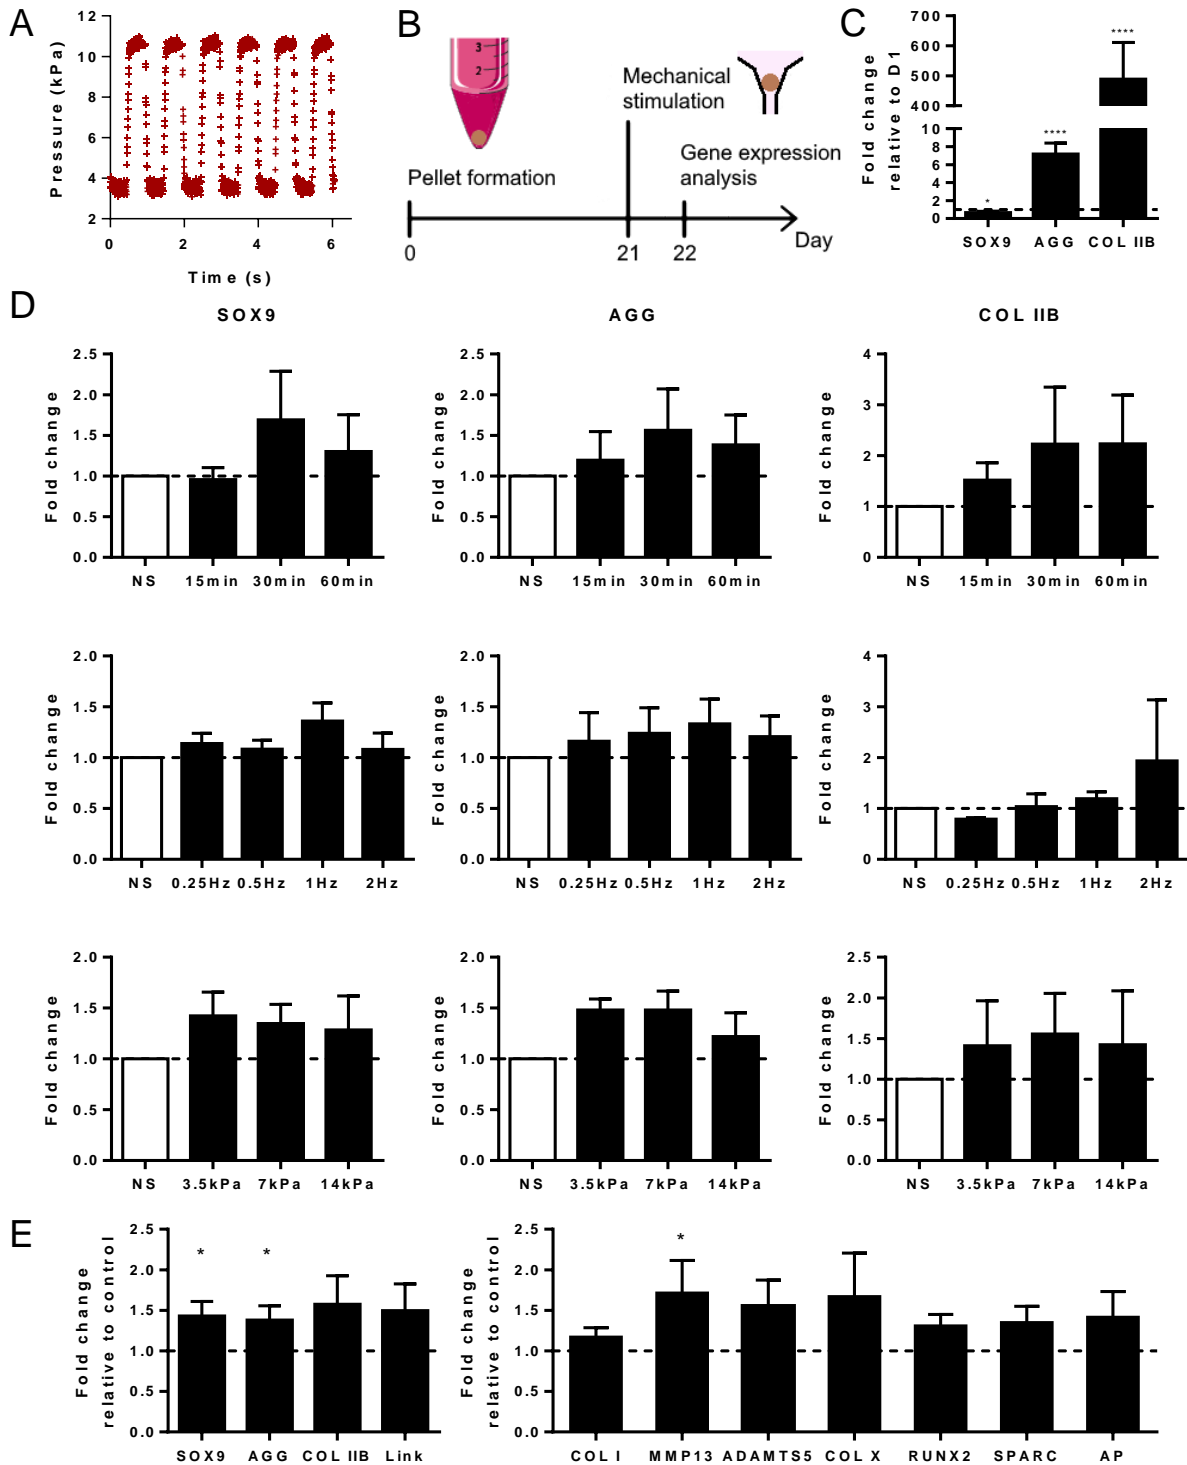 A
12
10
8
6
4
2
Pressure (kPa)
0
2
4
6
Time (s)
B
3
2
Mechanical
stimulation
Pellet formation
Gene expression
analysis
0
21
22
Day
C
Fold change
relative to D1
700
600
500
400
10
8
6
4
2
0
*
****
****
SOX9
AGG
COL IIB
D
SOX9
AGG
COL IIB
Fold change
2.5
2.0
1.5
1.0
0.5
0.0
NS
15min
30min
60min
Fold change
2.5
2.0
1.5
1.0
0.5
0.0
NS
15min
30min
60min
Fold change
4
3
2
1
0
NS
15min
30min
60min
Fold change
2.0
1.5
1.0
0.5
0.0
NS
0.25Hz
0.5Hz
1Hz
2Hz
Fold change
2.0
1.5
1.0
0.5
0.0
NS
0.25Hz
0.5Hz
1Hz
2Hz
Fold change
4
3
2
1
0
NS
0.25Hz
0.5Hz
1Hz
2Hz
Fold change
2.0
1.5
1.0
0.5
0.0
NS
3.5kPa
7kPa
14kPa
Fold change
2.0
1.5
1.0
0.5
0.0
NS
3.5kPa
7kPa
14kPa
Fold change
2.5
2.0
1.5
1.0
0.5
0.0
NS
3.5kPa
7kPa
14kPa
E
Fold change
relative to control
2.5
2.0
1.5
1.0
0.5
0.0
*
*
SOX9
AGG
COL IIB
Link
Fold change
relative to control
2.5
2.0
1.5
1.0
0.5
0.0
*
COL I
MMP13
ADAMTS5
COL X
RUNX2
SPARC
AP